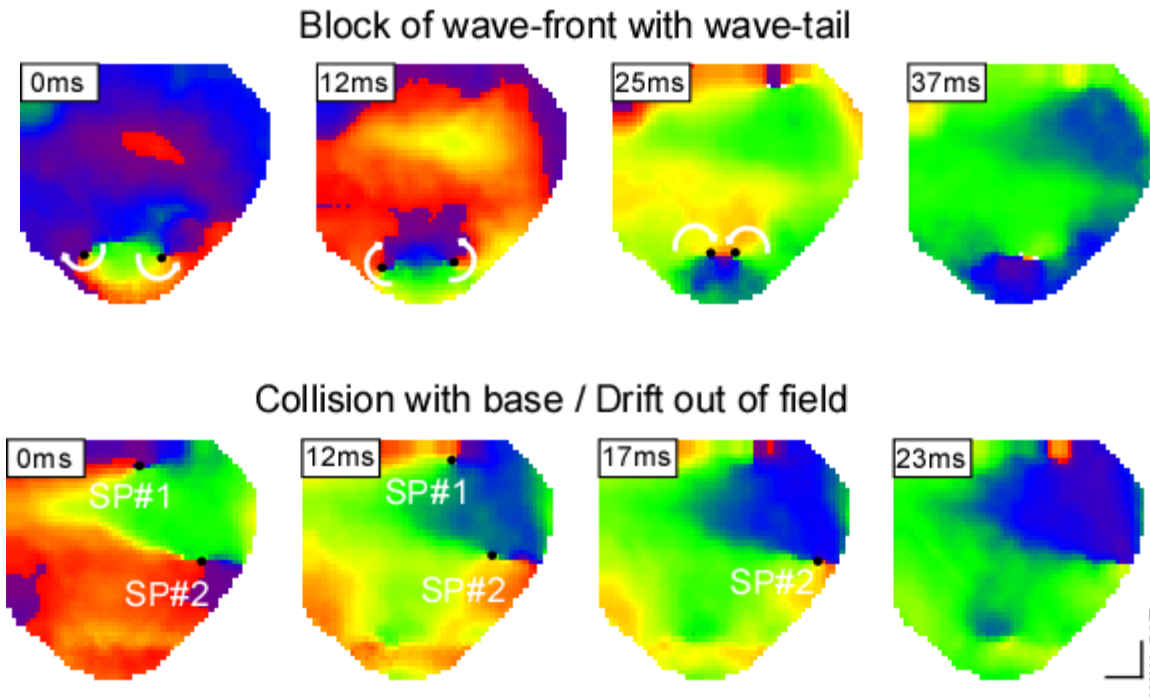 Block of wave-front with wave-tail
0ms
12ms
25ms
37ms
Collision with base / Drift out of field
0ms
12ms
17ms
23ms
SP#1
SP#1
SP#2
SP#2
SP#2